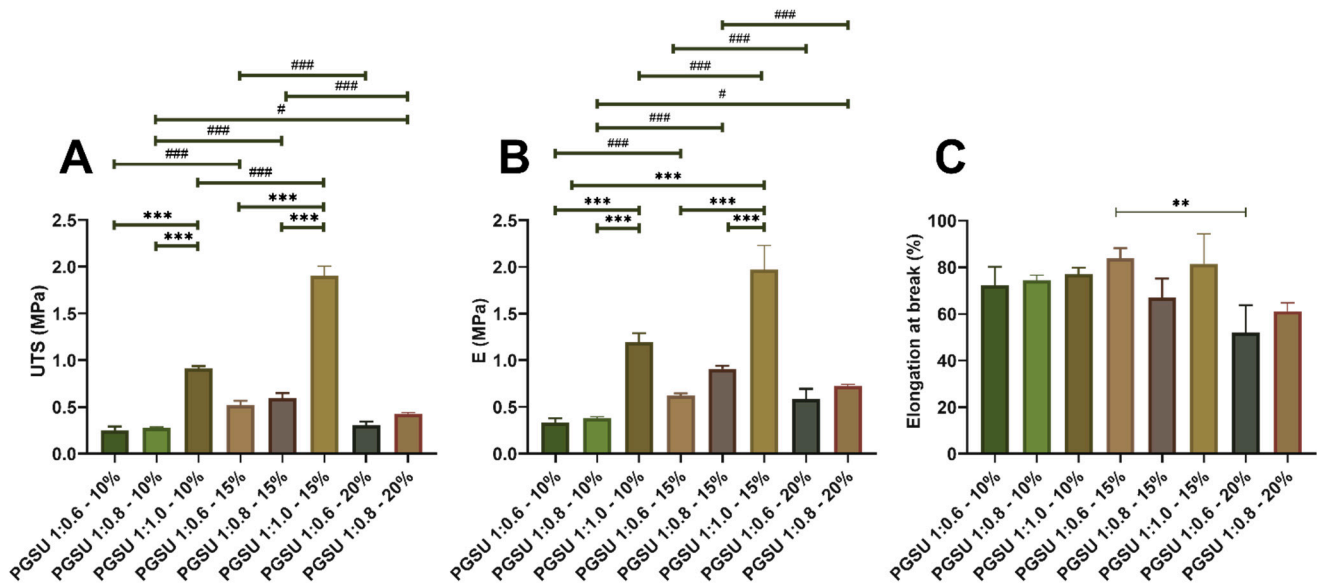 ###
###
###
#
###
###
###
***
***
***
***
A
UTS (MPa)
2.5
2.0
1.5
1.0
0.5
0.0
PGSU 1:0.6 - 10%
PGSU 1:0.8 - 10%
PGSU 1:1.0 - 10%
PGSU 1:0.6 - 15%
PGSU 1:0.8 - 15%
PGSU 1:1.0 - 15%
PGSU 1:0.6 - 20%
PGSU 1:0.8 - 20%
###
###
###
#
###
###
***
***
***
***
***
B
E (MPa)
2.5
2.0
1.5
1.0
0.5
0.0
PGSU 1:0.6 - 10%
PGSU 1:0.8 - 10%
PGSU 1:1.0 - 10%
PGSU 1:0.6 - 15%
PGSU 1:0.8 - 15%
PGSU 1:1.0 - 15%
PGSU 1:0.6 - 20%
PGSU 1:0.8 - 20%
C
**
Elongation at break (%)
100
80
60
40
20
0
PGSU 1:0.6 - 10%
PGSU 1:0.8 - 10%
PGSU 1:1.0 - 10%
PGSU 1:0.6 - 15%
PGSU 1:0.8 - 15%
PGSU 1:1.0 - 15%
PGSU 1:0.6 - 20%
PGSU 1:0.8 - 20%